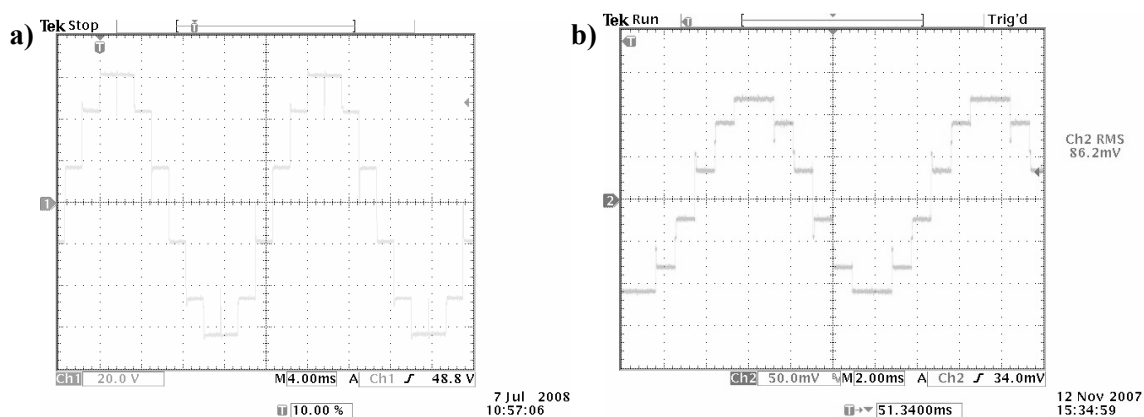 a)
Tek Stop
T
T
1
Ch1 20.0 V M 4.00ms A Ch1 48.8 V
7 Jul 2008
10:57:06
T 10.00 %
b)
Tek Run Trig'd
T
T
2
Ch2 RMS
86.2mV
Ch2 50.0mV M 2.00ms A Ch2 34.0mV
12 Nov 2007
15:34:59
T 51.3400ms